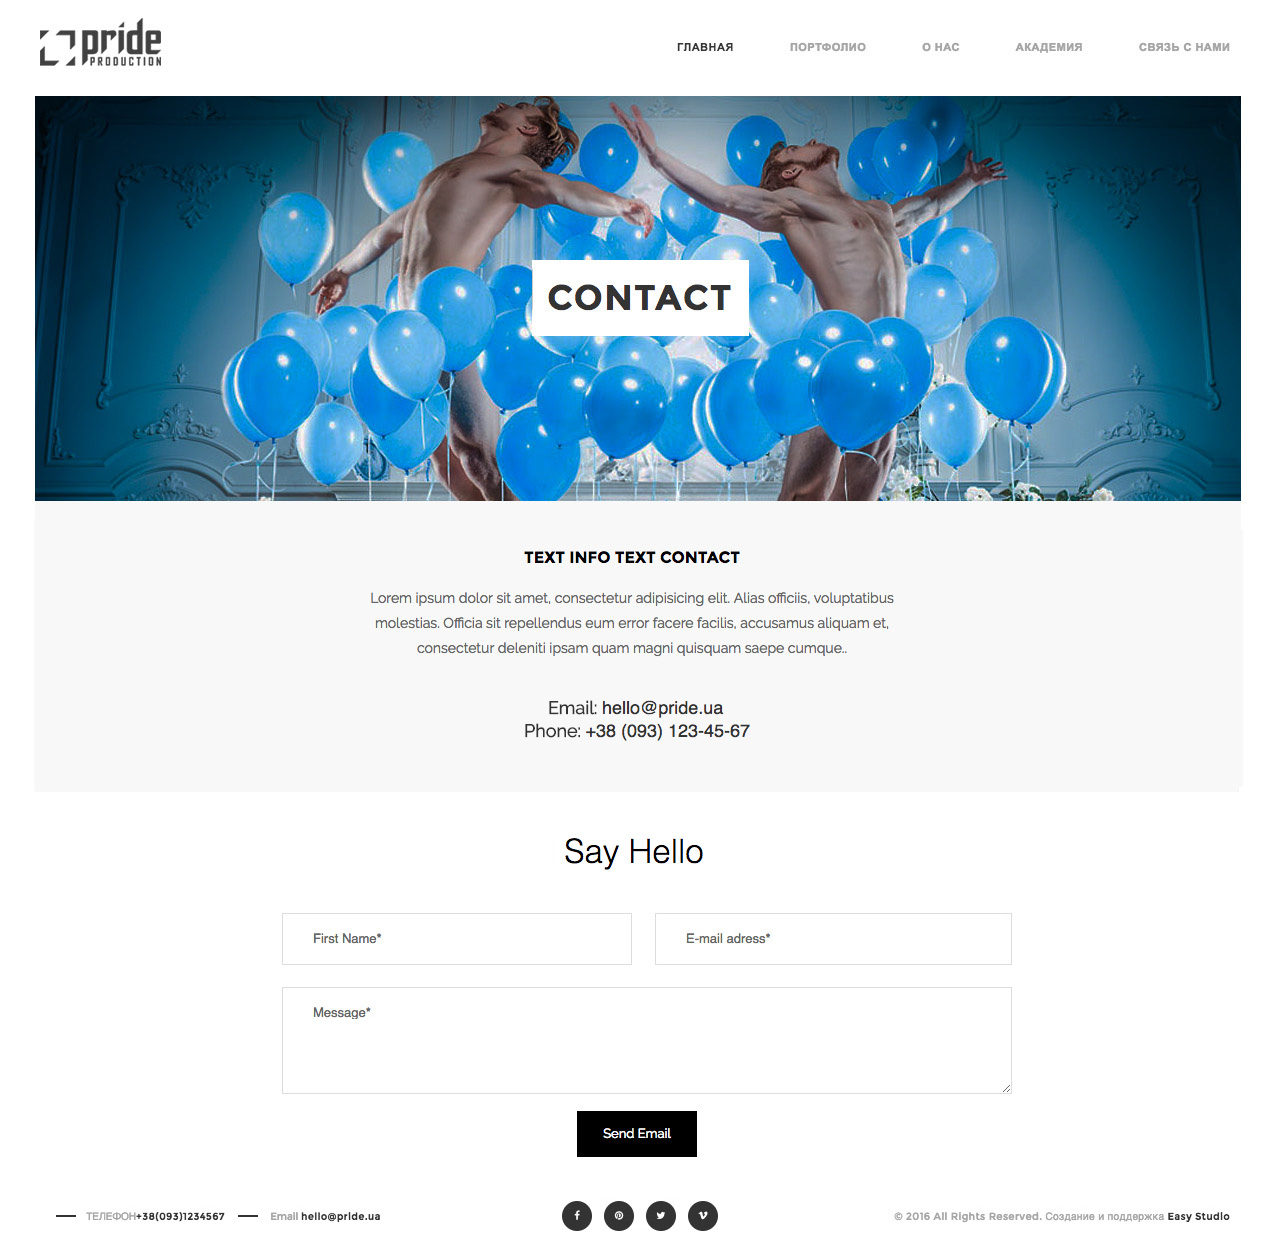 pride
PRODUCTION
ГЛАВНАЯ ПОРТФОЛИО О НАС АКАДЕМИЯ СВЯЗЬ С НАМИ
CONTACT
TEXT INFO TEXT CONTACT
Lorem ipsum dolor sit amet, consectetur adipisicing elit. Alias officiis, voluptatibus
molestias. Officia sit repellendus eum error facere facilis, accusamus aliquam et,
consectetur deleniti ipsam quam magni quisquam saepe cumque..
Email: hello@pride.ua
Phone: +38 (093) 123-45-67
Say Hello
First Name* E-mail adress*
Message*
Send Email
ТЕЛЕФОН+38(093)1234567 Email hello@pride.ua © 2016 All Rights Reserved. Создание и поддержка Easy Studio